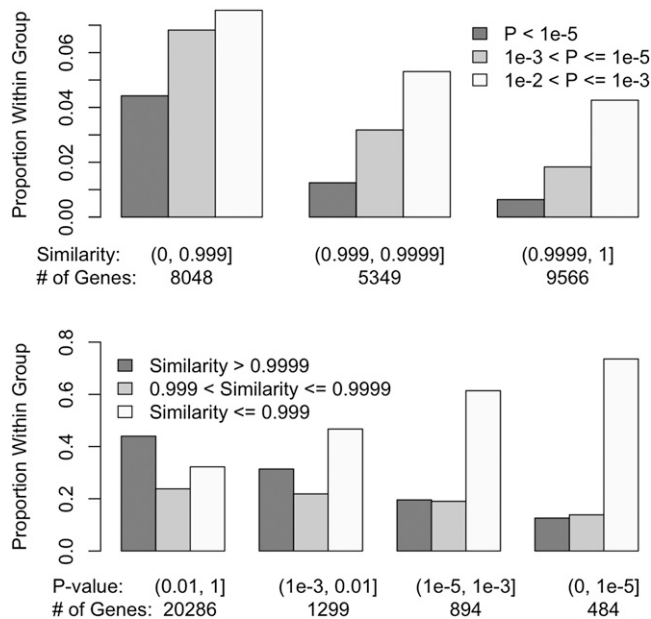 Proportion Within Group
0.00 0.02 0.04 0.06
P < 1e-5
1e-3 < P <= 1e-5
1e-2 < P <= 1e-3
Similarity: (0, 0.999] (0.999, 0.9999] (0.9999, 1]
# of Genes: 8048 5349 9566
Proportion Within Group
0.0 0.2 0.4 0.6 0.8
Similarity > 0.9999
0.999 < Similarity <= 0.9999
Similarity <= 0.999
P-value: (0.01, 1] (1e-3, 0.01] (1e-5, 1e-3] (0, 1e-5]
# of Genes: 20286 1299 894 484